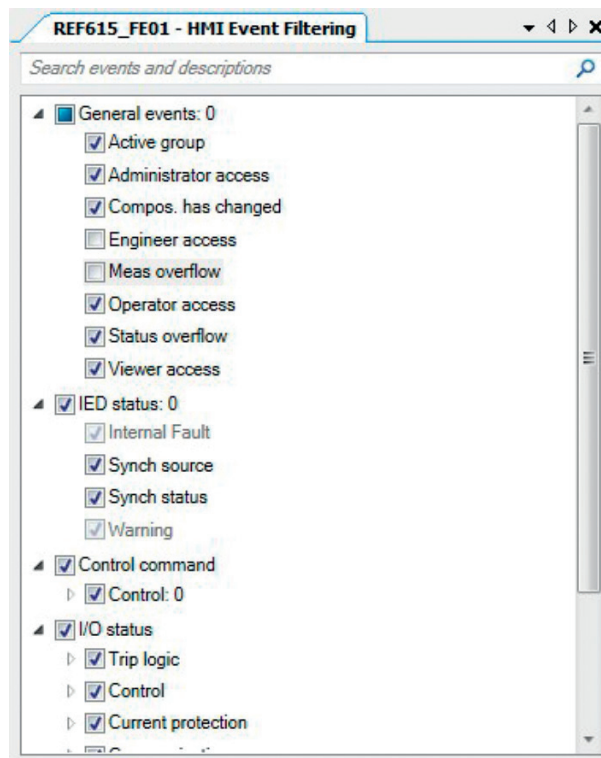 REF615_FE01 - HMI Event Filtering
Search events and descriptions
General events: 0
Active group
Administrator access
Compos. has changed
Engineer access
Meas overflow
Operator access
Status overflow
Viewer access
IED status: 0
Internal Fault
Synch source
Synch status
Warning
Control command
Control: 0
I/O status
Trip logic
Control
Current protection